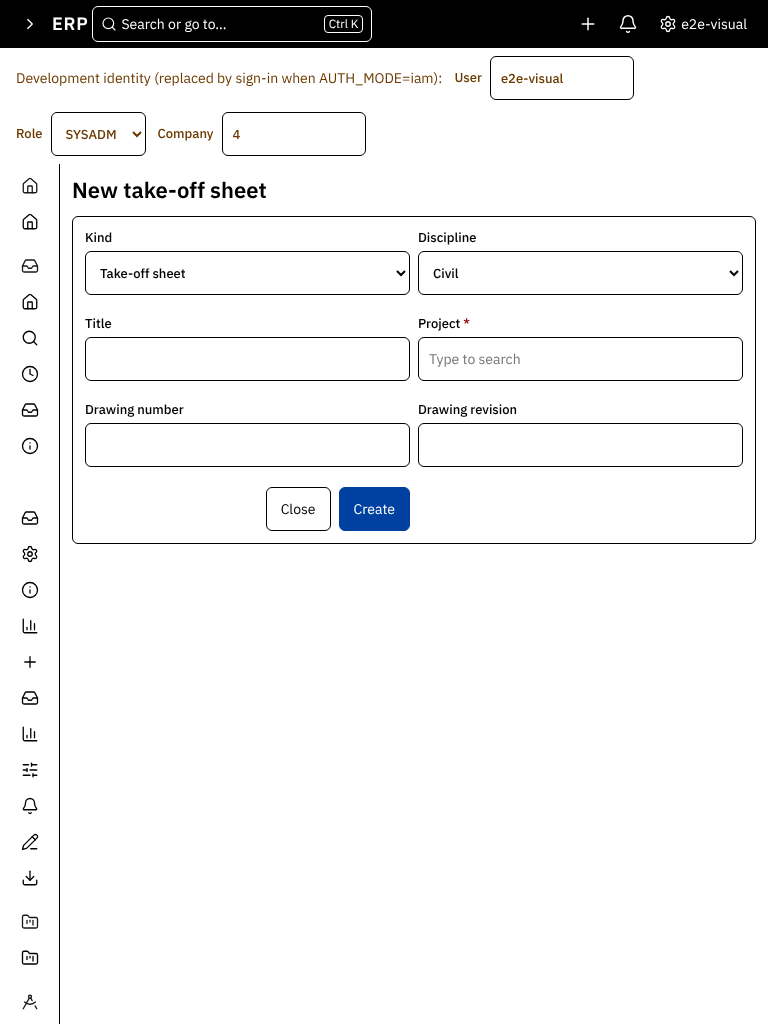 ERP Search or go to... Ctrl K e2e-visual
Development identity (replaced by sign-in when AUTH_MODE=iam): User e2e-visual
Role SYSADM Company 4
New take-off sheet
Kind Discipline
Take-off sheet Civil
Title Project *
Type to search
Drawing number Drawing revision
Close Create